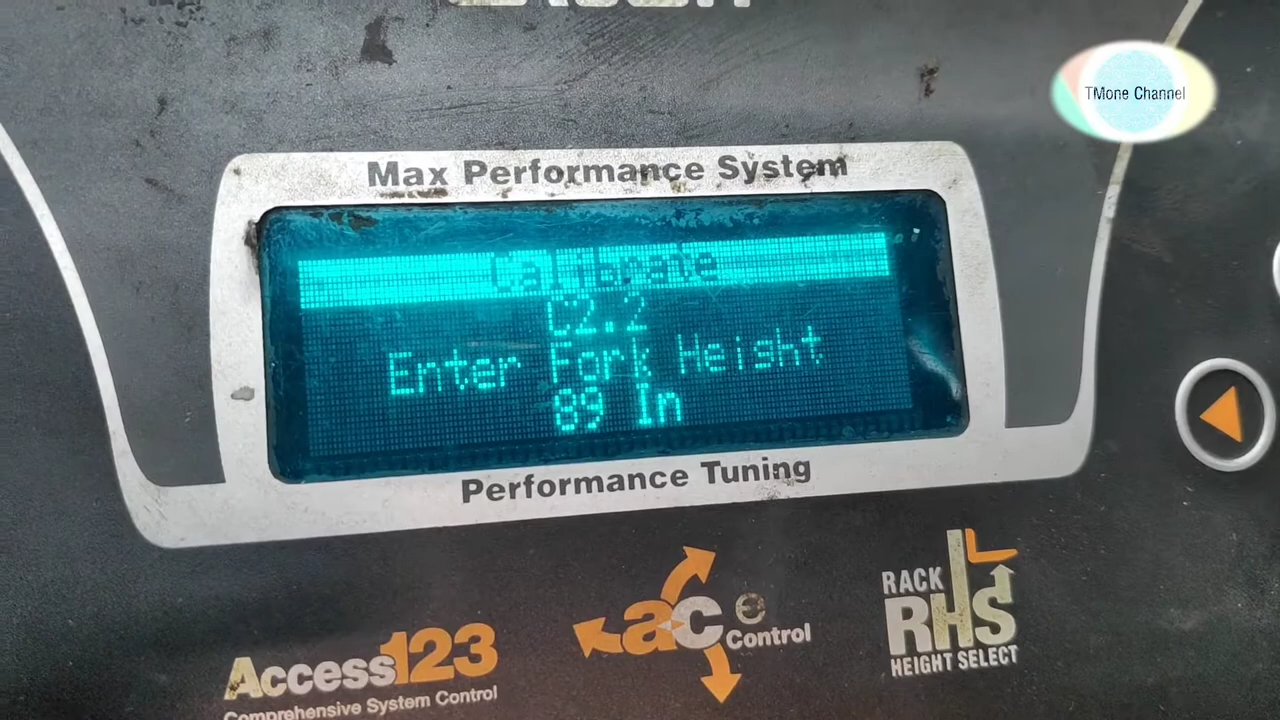 TMone Channel
Max Performance System
Calibrate
C2.2
Enter Fork Height
89 In
Performance Tuning
Access123
Comprehensive System Control
ac e Control
RACK
RHS
HEIGHT SELECT